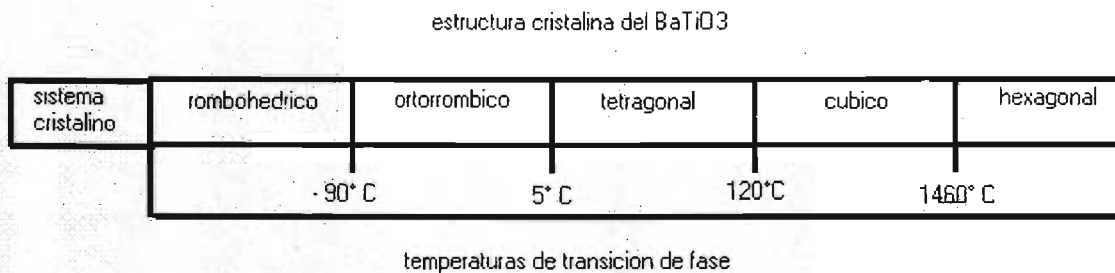 estructura cristalina del BaTiO3
sistema cristalino
rombohedrico
ortorrombico
tetragonal
cubico
hexagonal
- 90° C
5° C
120°C
1460° C
temperaturas de transicion de fase